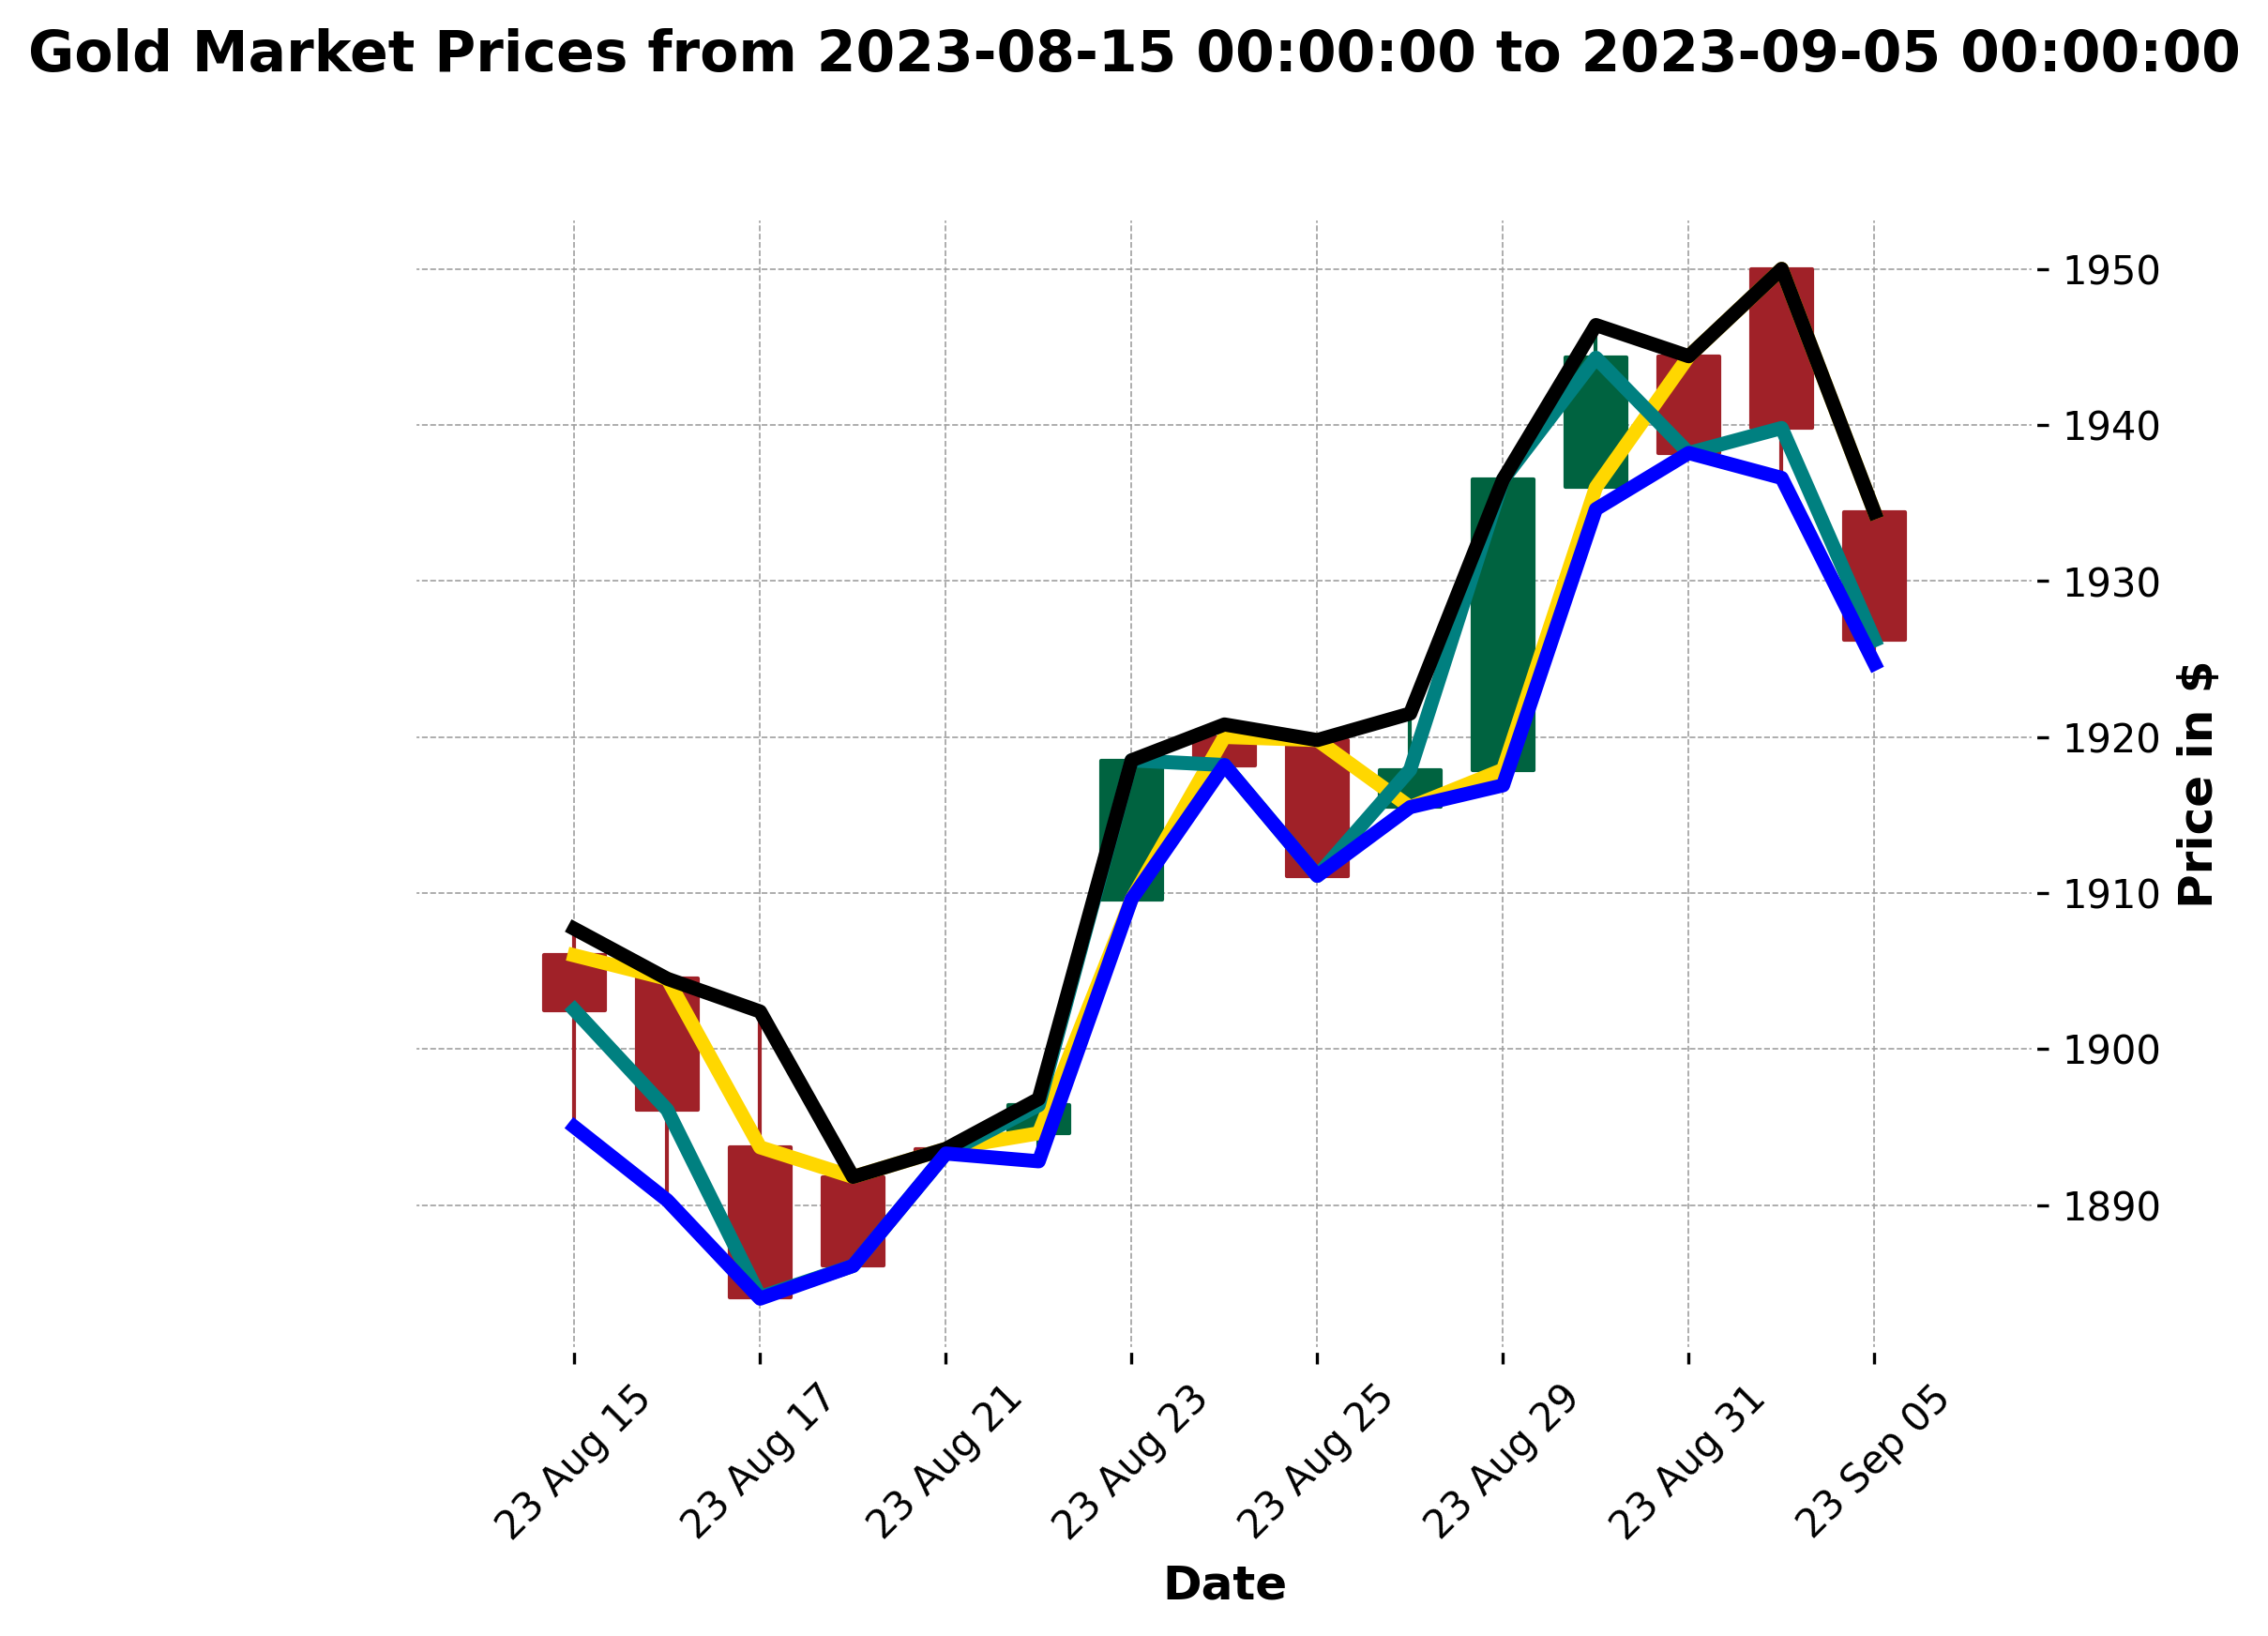 Gold Market Prices from 2023-08-15 00:00:00 to 2023-09-05 00:00:00
1950
1940
1930
1920
1910
1900
1890
Price in $
23 Aug 15
23 Aug 17
23 Aug 21
23 Aug 23
23 Aug 25
23 Aug 29
23 Aug 31
23 Sep 05
Date